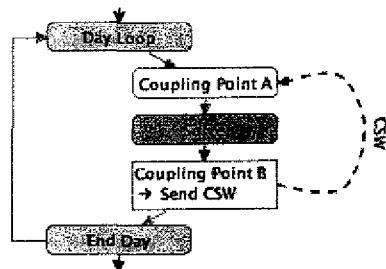 Day Loop
Coupling Point A
CSW
Coupling Point B
→ Send CSW
End Day